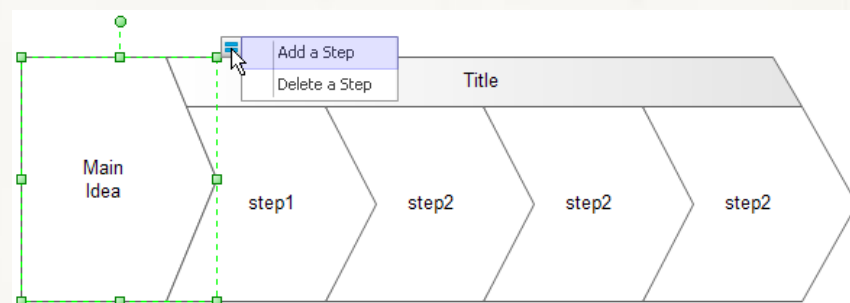 Add a Step
Delete a Step
Title
Main
Idea
step1
step2
step2
step2